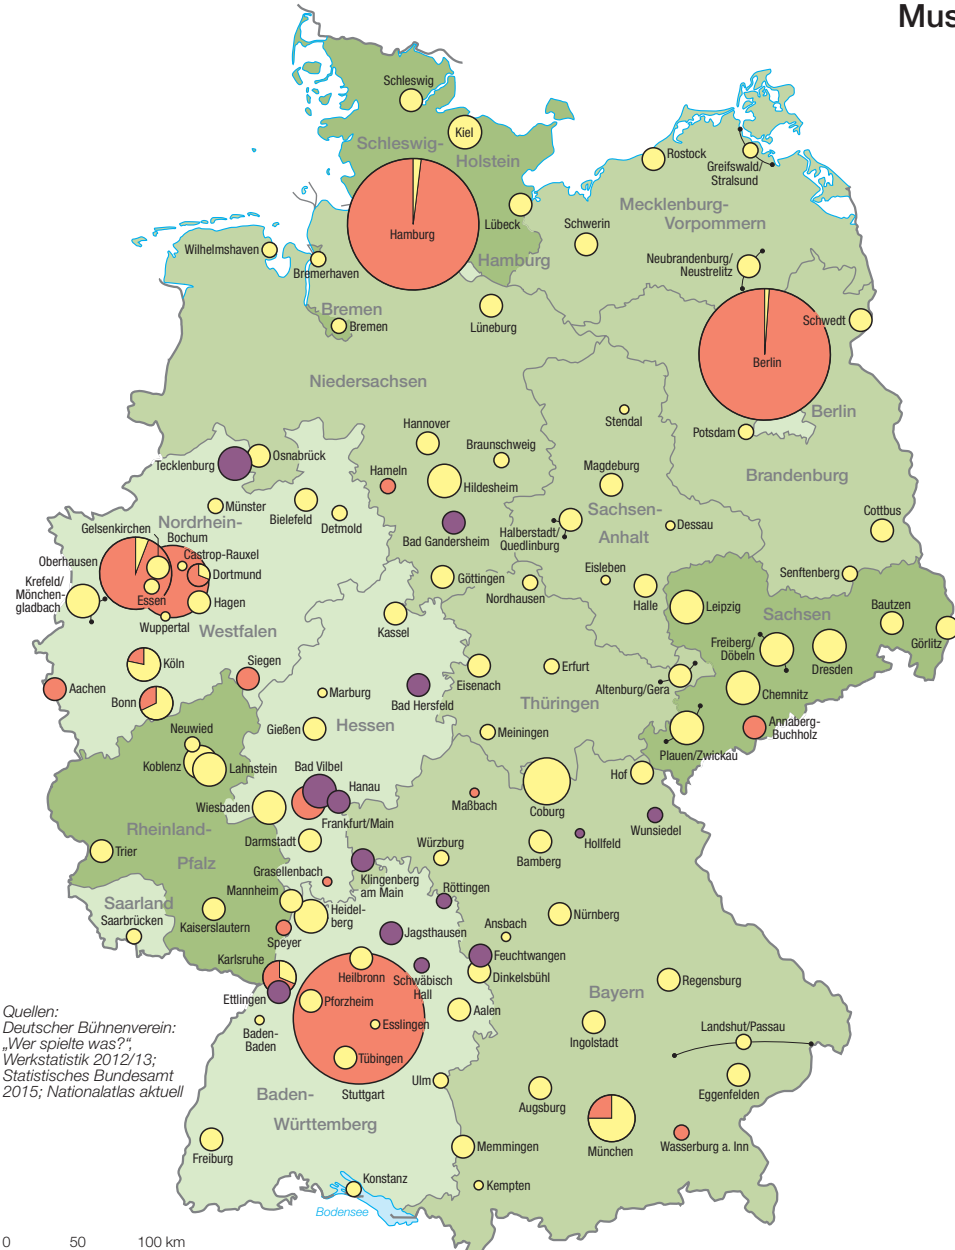 Mus
Schleswig
Kiel
Schleswig-
Holstein
Rostock
Greifswald/
Stralsund
Mecklenburg-
Vorpommern
Lübeck
Schwerin
Hamburg
Hamburg
Wilhelmshaven
Bremerhaven
Neubrandenburg/
Neustrelitz
Bremen
Bremen
Lüneburg
Schwedt
Berlin
Berlin
Niedersachsen
Stendal
Potsdam
Brandenburg
Hannover
Braunschweig
Osnabrück
Tecklenburg
Hameln
Hildesheim
Magdeburg
Münster
Bielefeld
Detmold
Bad Gandersheim
Sachsen-
Anhalt
Halberstadt/
Quedlinburg
Dessau
Cottbus
Nordrhein-
Westfalen
Gelsenkirchen
Bochum
Castrop-Rauxel
Oberhausen
Dortmund
Krefeld/
Mönchen-
gladbach
Essen
Hagen
Wuppertal
Göttingen
Nordhausen
Eisleben
Halle
Senftenberg
Kassel
Leipzig
Sachsen
Bautzen
Görlitz
Freiberg/
Döbeln
Dresden
Köln
Siegen
Aachen
Bonn
Marburg
Bad Hersfeld
Eisenach
Erfurt
Thüringen
Altenburg/Gera
Chemnitz
Annaberg-
Buchholz
Plauen/Zwickau
Gießen
Hessen
Meiningen
Neuwied
Koblenz
Lahnstein
Bad Vilbel
Hanau
Frankfurt/Main
Wiesbaden
Maßbach
Coburg
Hof
Wunsiedel
Hollfeld
Rheinland-
Pfalz
Trier
Darmstadt
Würzburg
Bamberg
Grasellenbach
Klingenberg
am Main
Mannheim
Röttingen
Saarland
Saarbrücken
Kaiserslautern
Heidel-
berg
Speyer
Jagsthausen
Ansbach
Nürnberg
Karlsruhe
Heilbronn
Schwäbisch
Hall
Feuchtwangen
Dinkelsbühl
Ettlingen
Pforzheim
Regensburg
Bayern
Esslingen
Aalen
Baden-
Baden
Ingolstadt
Landshut/Passau
Tübingen
Stuttgart
Ulm
Augsburg
Eggenfelden
Baden-
Württemberg
München
Wasserburg a. Inn
Freiburg
Memmingen
Konstanz
Kempten
Bodensee
Quellen:
Deutscher Bühnenverein:
„Wer spielte was?“,
Werkstatistik 2012/13;
Statistisches Bundesamt
2015; Nationalatlas aktuell
0 50 100 km